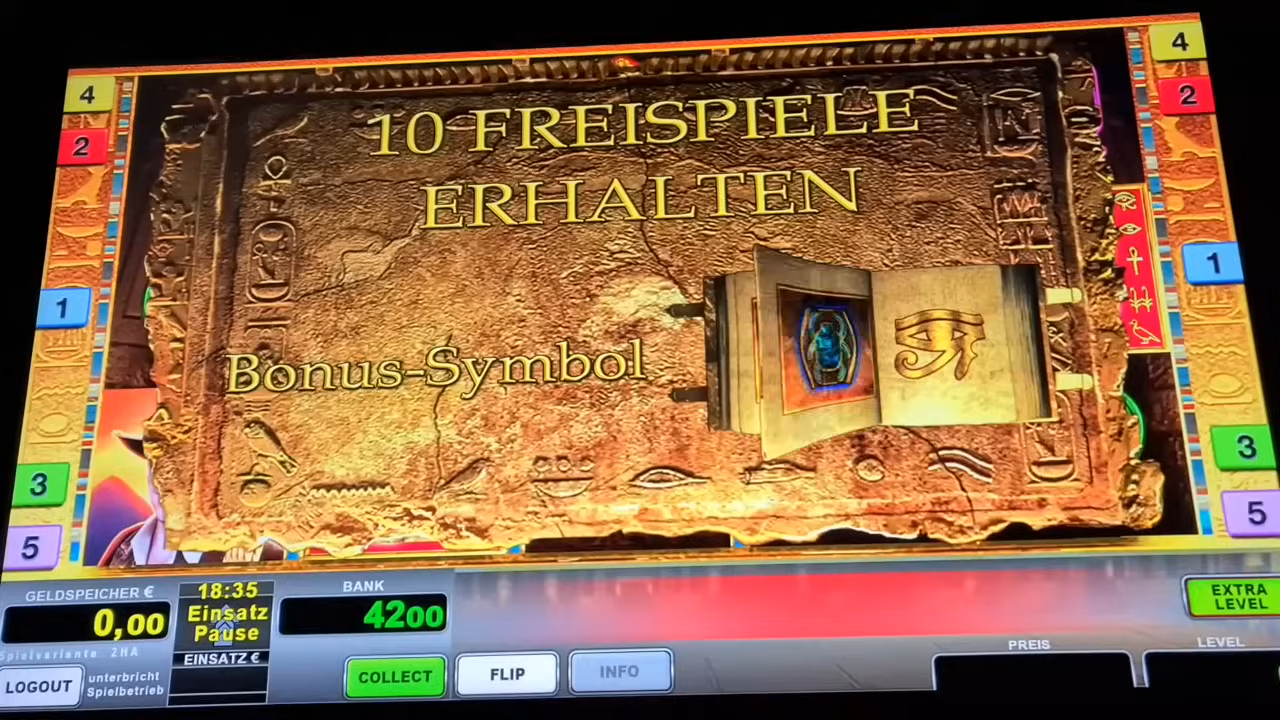 10 FREISPIELE
ERHALTEN
Bonus-Symbol
4
2
1
3
5
4
2
1
3
5
GELDSPEICHER €
0,00
Spielvariante 2HA
LOGOUT
unterbricht
Spielbetrieb
18:35
Einsatz
Pause
EINSATZ €
BANK
4200
COLLECT
FLIP
INFO
EXTRA
LEVEL
PREIS
LEVEL